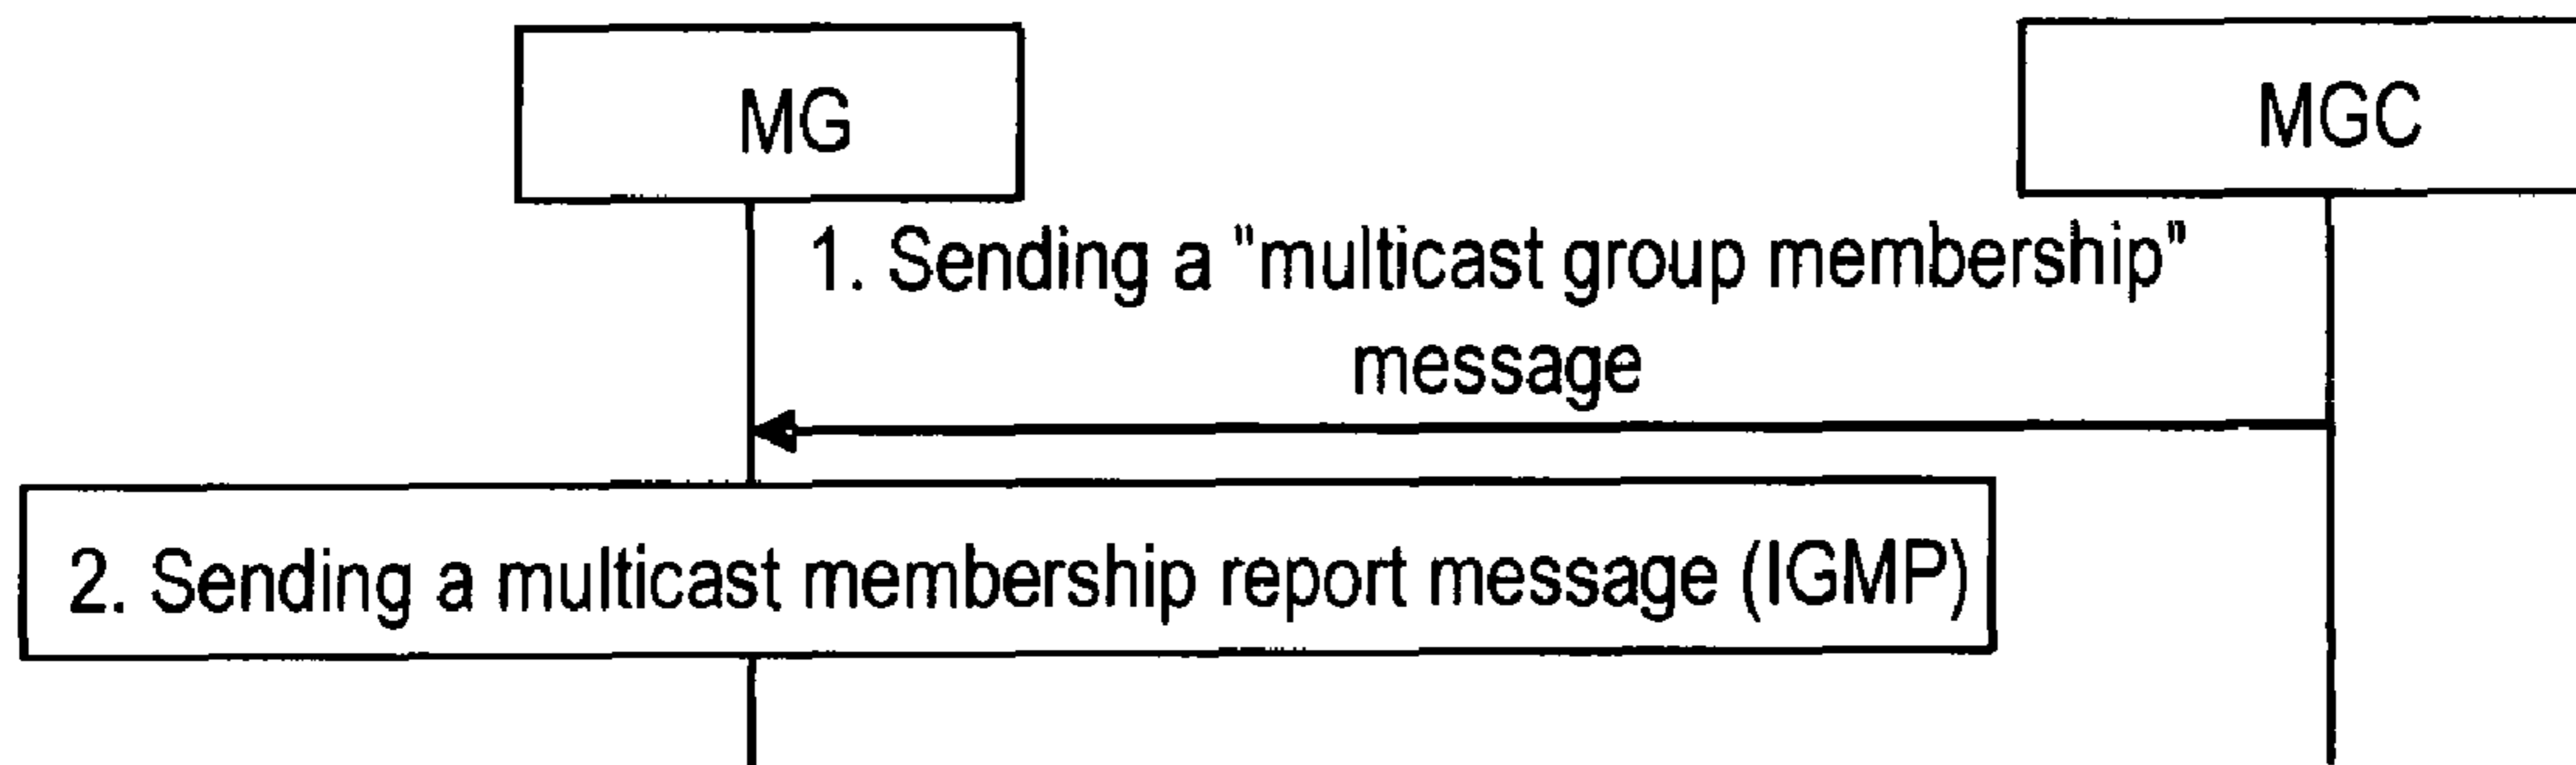 MG
MGC
1. Sending a "multicast group membership"
message
2. Sending a multicast membership report message (IGMP)